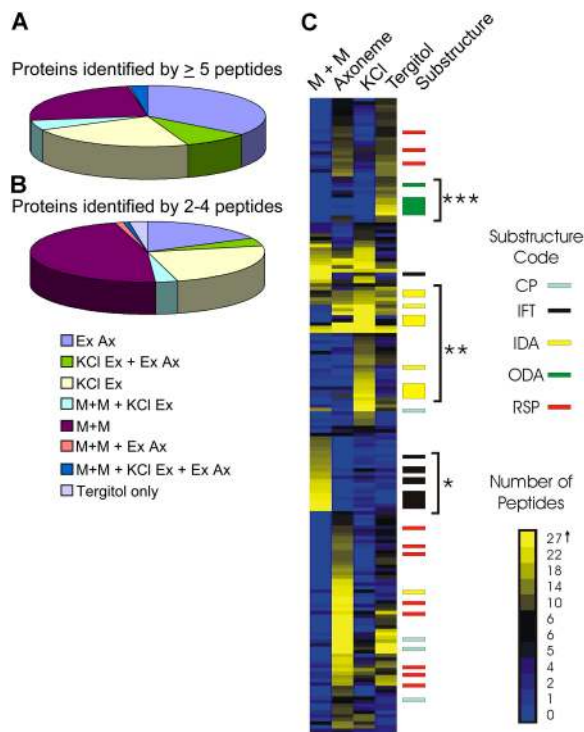 A
Proteins identified by ≥ 5 peptides
B
Proteins identified by 2-4 peptides
Ex Ax
KCl Ex + Ex Ax
KCl Ex
M+M + KCl Ex
M+M
M+M + Ex Ax
M+M + KCl Ex + Ex Ax
Tergitol only
C
M + M
Axoneme
KCl
Tergitol
Substructure
***
**
*
Substructure
Code
CP
IFT
IDA
ODA
RSP
Number of
Peptides
27↑
22
18
14
10
6
6
5
4
2
1
0